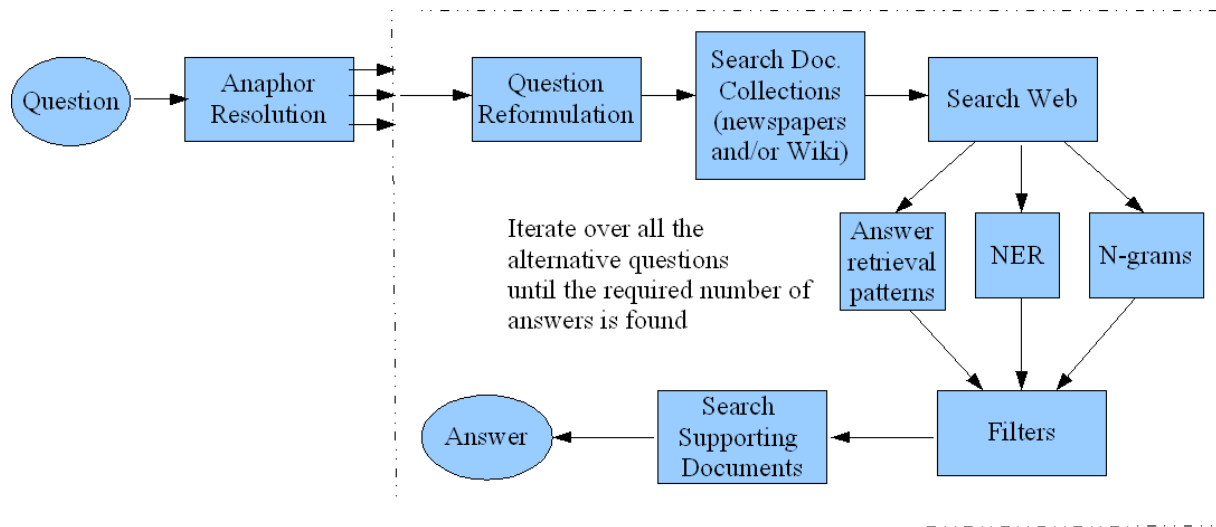 Question
Anaphor
Resolution
Question
Reformulation
Search Doc.
Collections
(newspapers
and/or Wiki)
Search Web
Iterate over all the
alternative questions
until the required number of
answers is found
Answer
retrieval
patterns
NER
N-grams
Answer
Search
Supporting
Documents
Filters